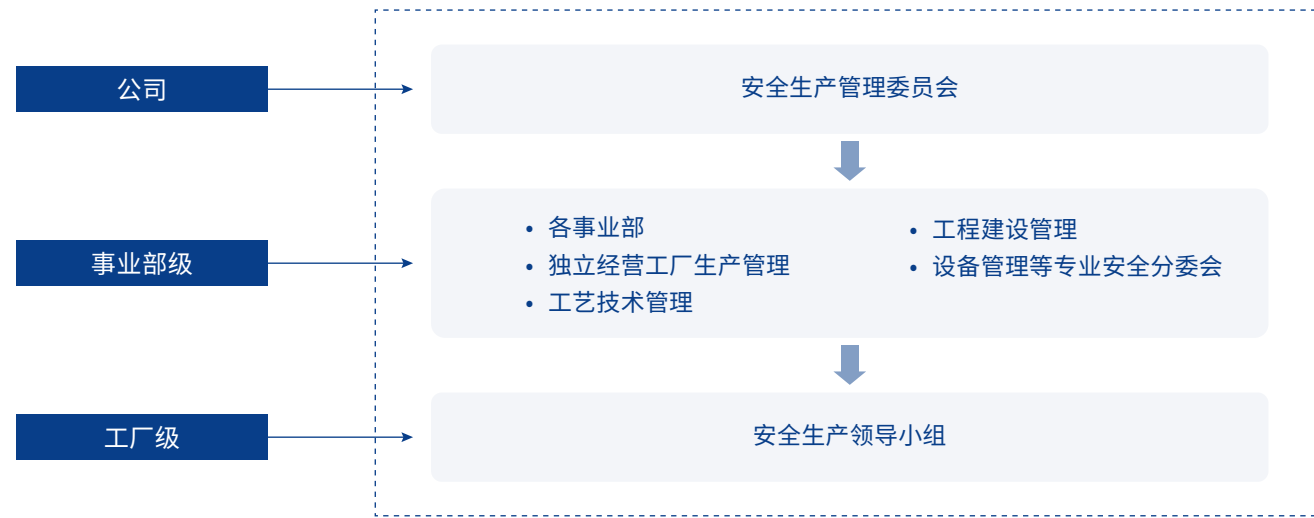 公司
安全生产管理委员会
事业部级
• 各事业部
• 独立经营工厂生产管理
• 工艺技术管理
• 工程建设管理
• 设备管理等专业安全分委会
工厂级
安全生产领导小组